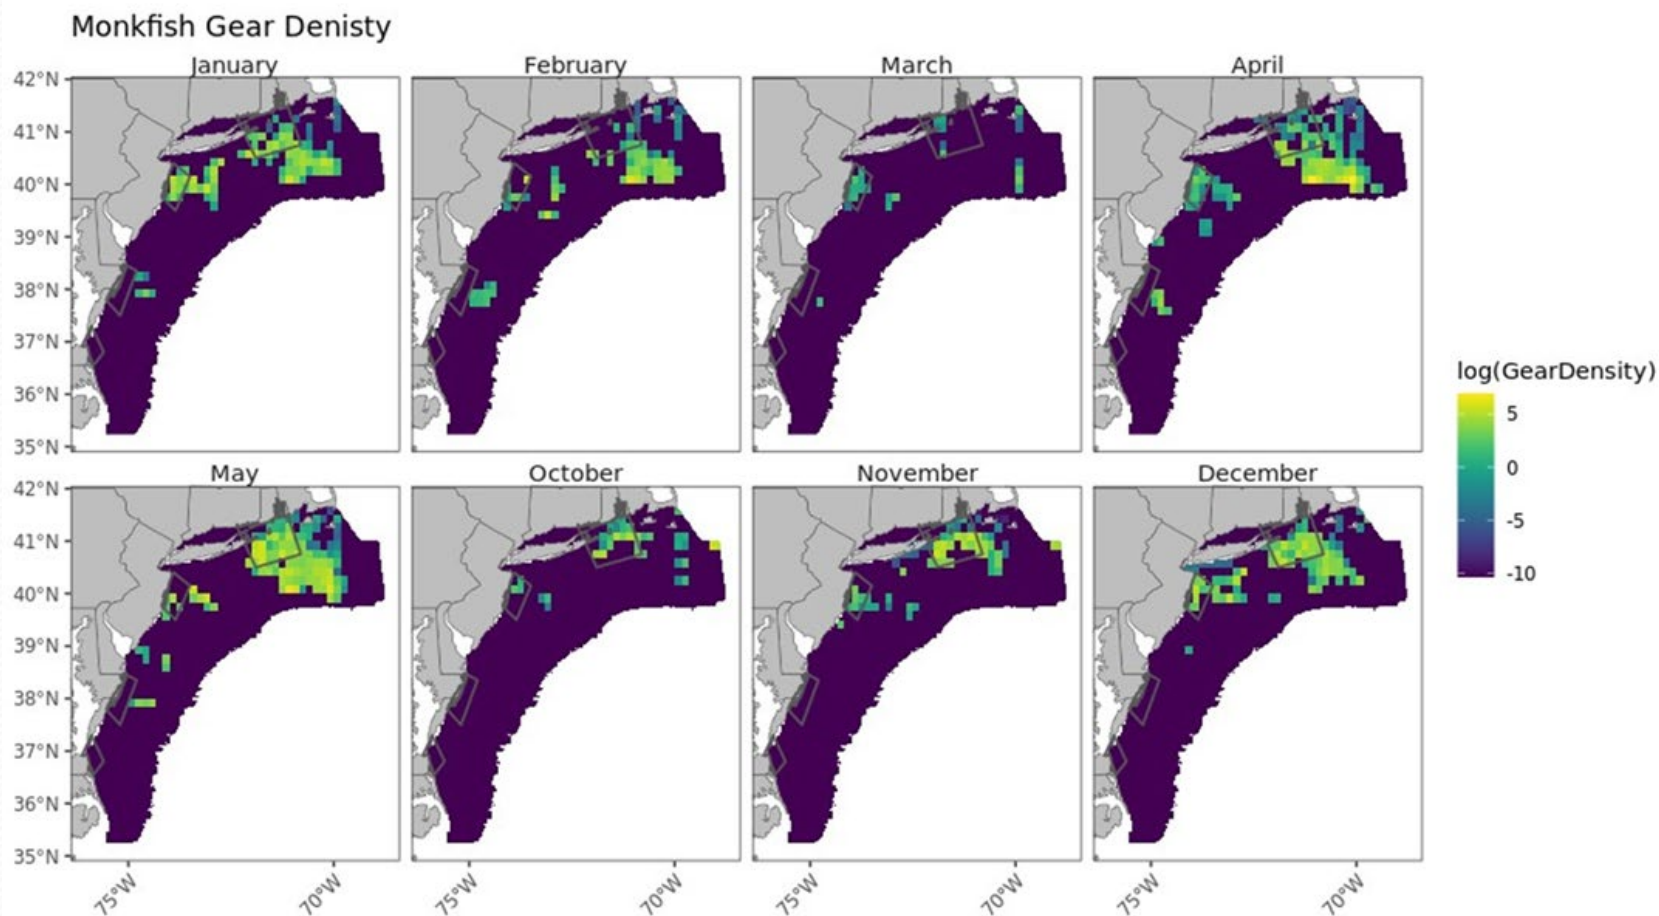 Monkfish Gear Denisty
January February March April
42°N
41°N
40°N
39°N
38°N
37°N
36°N
35°N
log(GearDensity)
5
0
-5
-10
May October November December
42°N
41°N
40°N
39°N
38°N
37°N
36°N
35°N
75°W 70°W 75°W 70°W 75°W 70°W 75°W 70°W